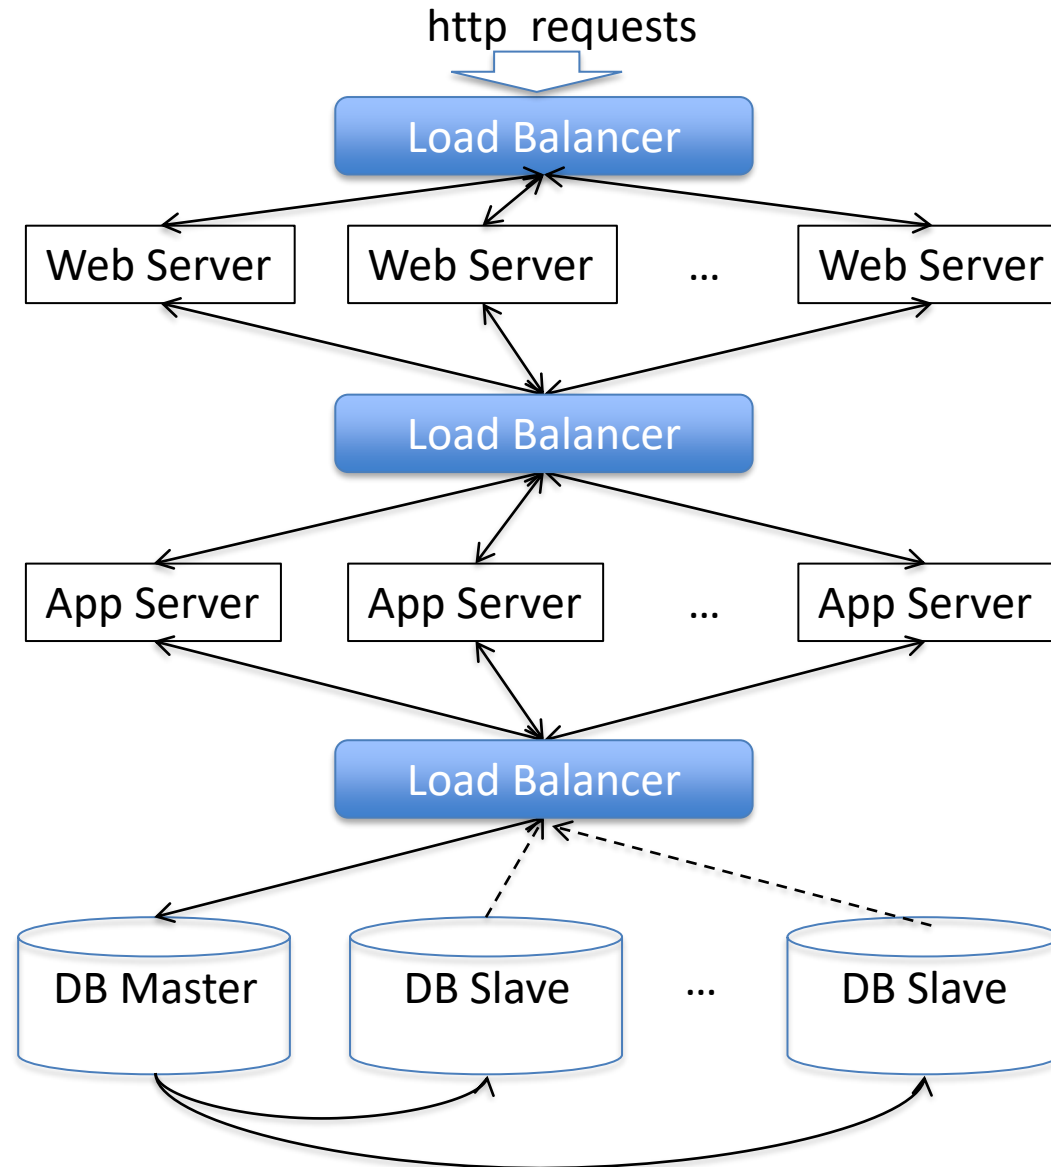 http requests
Load Balancer
Web Server
Web Server
...
Web Server
Load Balancer
App Server
App Server
...
App Server
Load Balancer
DB Master
DB Slave
...
DB Slave